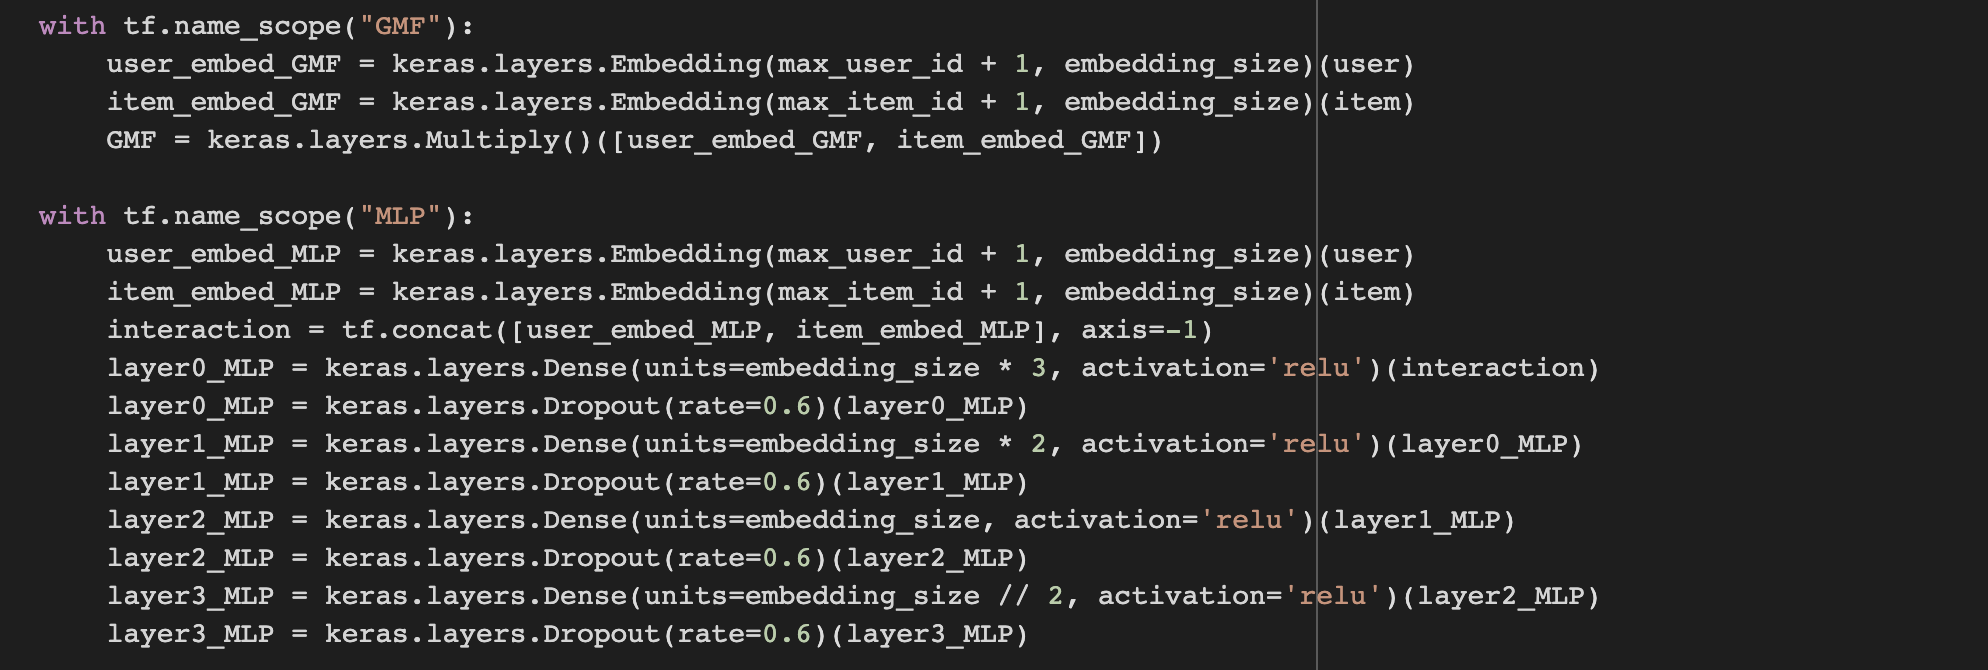 with tf.name_scope("GMF"):
    user_embed_GMF = keras.layers.Embedding(max_user_id + 1, embedding_size)(user)
    item_embed_GMF = keras.layers.Embedding(max_item_id + 1, embedding_size)(item)
    GMF = keras.layers.Multiply()([user_embed_GMF, item_embed_GMF])

with tf.name_scope("MLP"):
    user_embed_MLP = keras.layers.Embedding(max_user_id + 1, embedding_size)(user)
    item_embed_MLP = keras.layers.Embedding(max_item_id + 1, embedding_size)(item)
    interaction = tf.concat([user_embed_MLP, item_embed_MLP], axis=-1)
    layer0_MLP = keras.layers.Dense(units=embedding_size * 3, activation='relu')(interaction)
    layer0_MLP = keras.layers.Dropout(rate=0.6)(layer0_MLP)
    layer1_MLP = keras.layers.Dense(units=embedding_size * 2, activation='relu')(layer0_MLP)
    layer1_MLP = keras.layers.Dropout(rate=0.6)(layer1_MLP)
    layer2_MLP = keras.layers.Dense(units=embedding_size, activation='relu')(layer1_MLP)
    layer2_MLP = keras.layers.Dropout(rate=0.6)(layer2_MLP)
    layer3_MLP = keras.layers.Dense(units=embedding_size // 2, activation='relu')(layer2_MLP)
    layer3_MLP = keras.layers.Dropout(rate=0.6)(layer3_MLP)